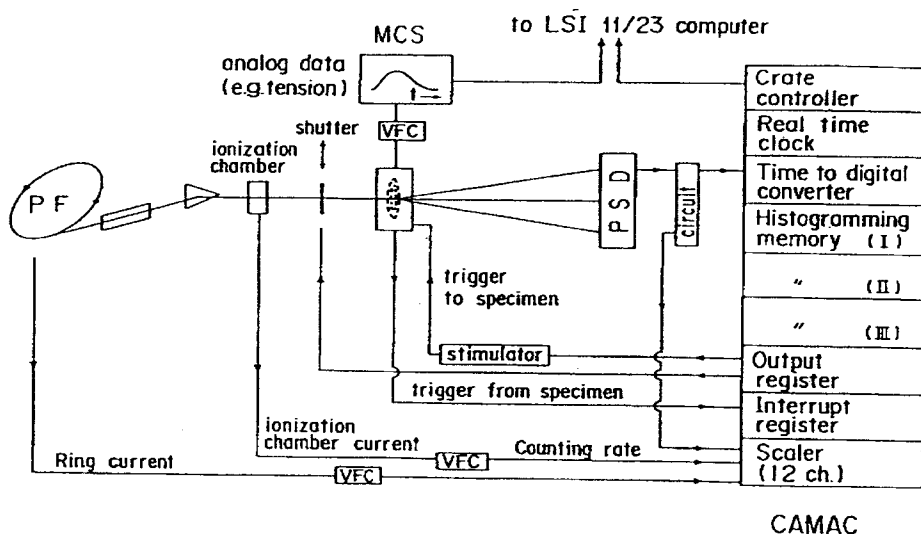 MCS
to LSI 11/23 computer
analog data
(e.g. tension)
VFC
shutter
ionization
chamber
PF
PSD
circuit
trigger
to specimen
stimulator
trigger from specimen
ionization
chamber current
VFC
Counting rate
Ring current
VFC
Crate
controller
Real time
clock
Time to digital
converter
Histogramming
memory (I)
〃 (II)
〃 (III)
Output
register
Interrupt
register
Scaler
(12 ch.)
CAMAC